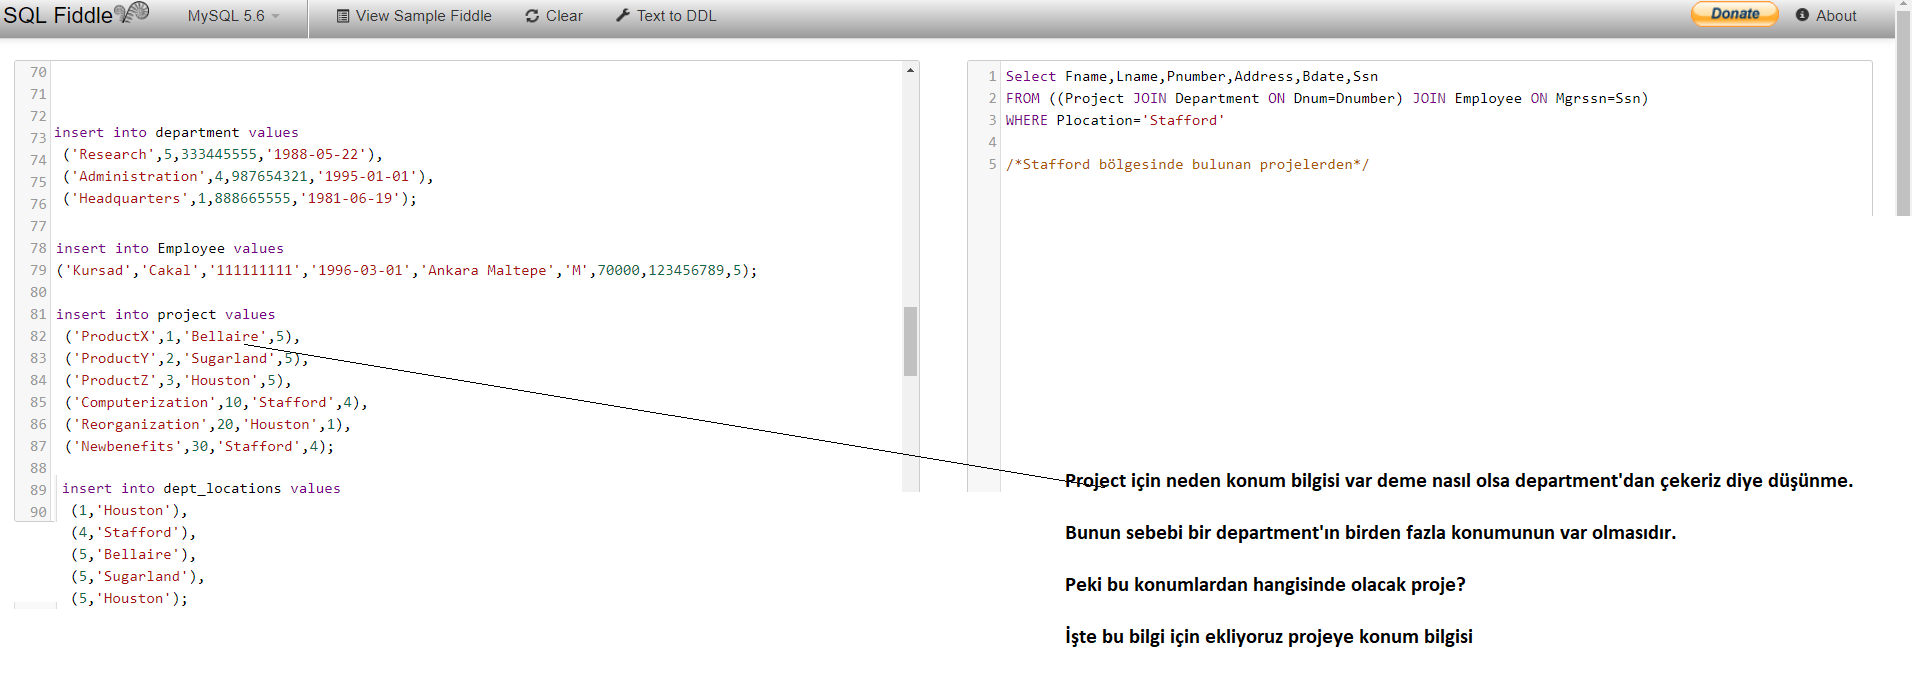 SQL Fiddle MySQL 5.6 View Sample Fiddle Clear Text to DDL Donate About
70
71
72
73 insert into department values
74 ('Research',5,333445555,'1988-05-22'),
75 ('Administration',4,987654321,'1995-01-01'),
76 ('Headquarters',1,888665555,'1981-06-19');
77
78 insert into Employee values
79 ('Kursad','Cakal','111111111','1996-03-01','Ankara Maltepe','M',70000,123456789,5);
80
81 insert into project values
82 ('ProductX',1,'Bellaire',5),
83 ('ProductY',2,'Sugarland',5),
84 ('ProductZ',3,'Houston',5),
85 ('Computerization',10,'Stafford',4),
86 ('Reorganization',20,'Houston',1),
87 ('Newbenefits',30,'Stafford',4);
88
89 insert into dept_locations values
90 (1,'Houston'),
(4,'Stafford'),
(5,'Bellaire'),
(5,'Sugarland'),
(5,'Houston');
1 Select Fname,Lname,Pnumber,Address,Bdate,Ssn
2 FROM ((Project JOIN Department ON Dnum=Dnumber) JOIN Employee ON Mgrssn=Ssn)
3 WHERE Plocation='Stafford'
4
5 /*Stafford bölgesinde bulunan projelerden*/
Project için neden konum bilgisi var deme nasıl olsa department'dan çekeriz diye düşünme.
Bunun sebebi bir department'ın birden fazla konumunun var olmasıdır.
Peki bu konumlardan hangisinde olacak proje?
İşte bu bilgi için ekliyoruz projeye konum bilgisi